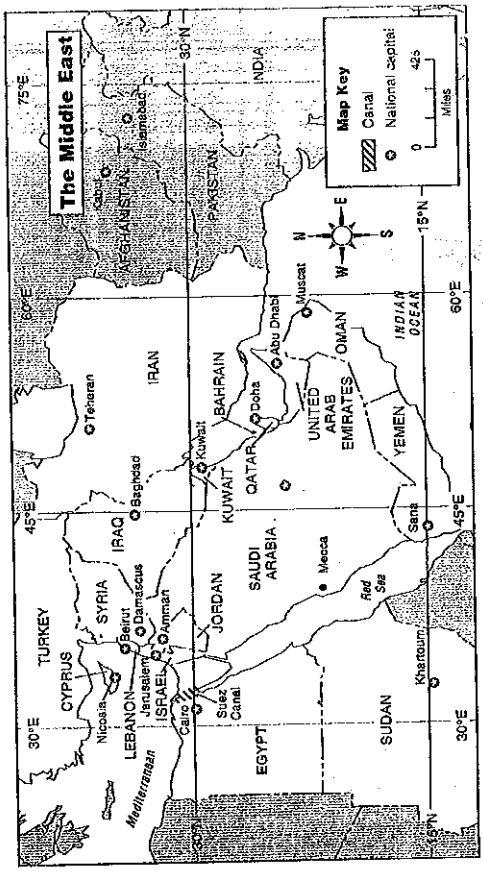 The Middle East
30°E
45°E
60°E
75°E
TURKEY
CYPRUS
Nicosia
SYRIA
LEBANON
Beirut
Damascus
Jerusalem
Amman
ISRAEL
JORDAN
Mediterranean
Cairo
Suez
Canal
EGYPT
IRAQ
Baghdad
Teheran
IRAN
Kabul
AFGHANISTAN
Islamabad
PAKISTAN
INDIA
30°N
30°N
Kuwait
KUWAIT
BAHRAIN
QATAR
Doha
Abu Dhabi
Muscat
UNITED
ARAB
EMIRATES
OMAN
SAUDI
ARABIA
Mecca
Red
Sea
SUDAN
Khartoum
YEMEN
Sana
INDIAN
OCEAN
15°N
15°N
30°E
45°E
60°E
N
W
E
S
Map Key
Canal
National capital
0
425
Miles